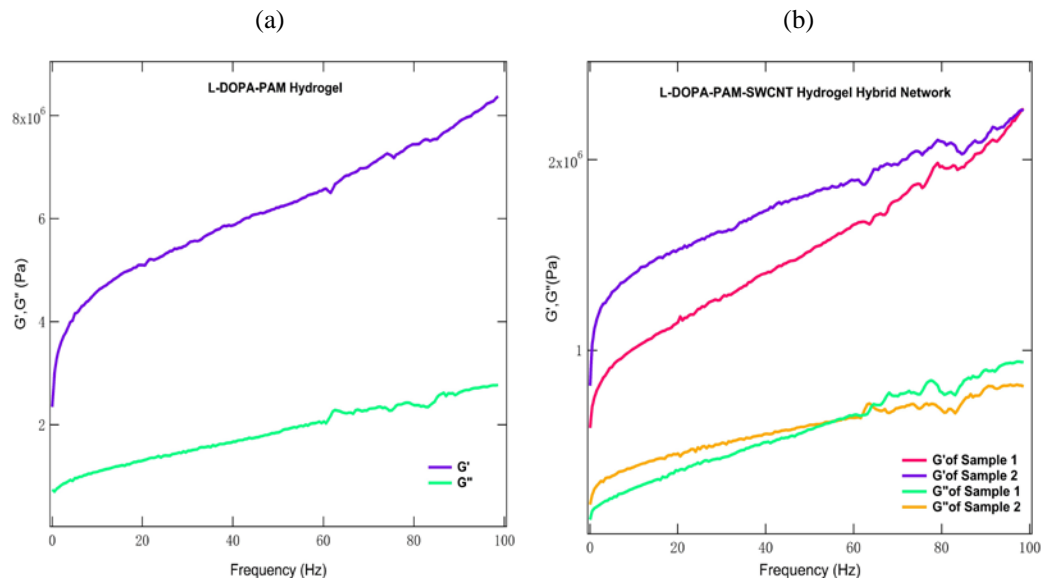 (a)
(b)
L-DOPA-PAM Hydrogel
8x10⁶
6
4
2
G',G"(Pa)
0
20
40
60
80
100
Frequency (Hz)
G'
G"
L-DOPA-PAM-SWCNT Hydrogel Hybrid Network
2x10⁶
1
G',G"(Pa)
0
20
40
60
80
100
Frequency (Hz)
G'of Sample 1
G'of Sample 2
G"of Sample 1
G"of Sample 2